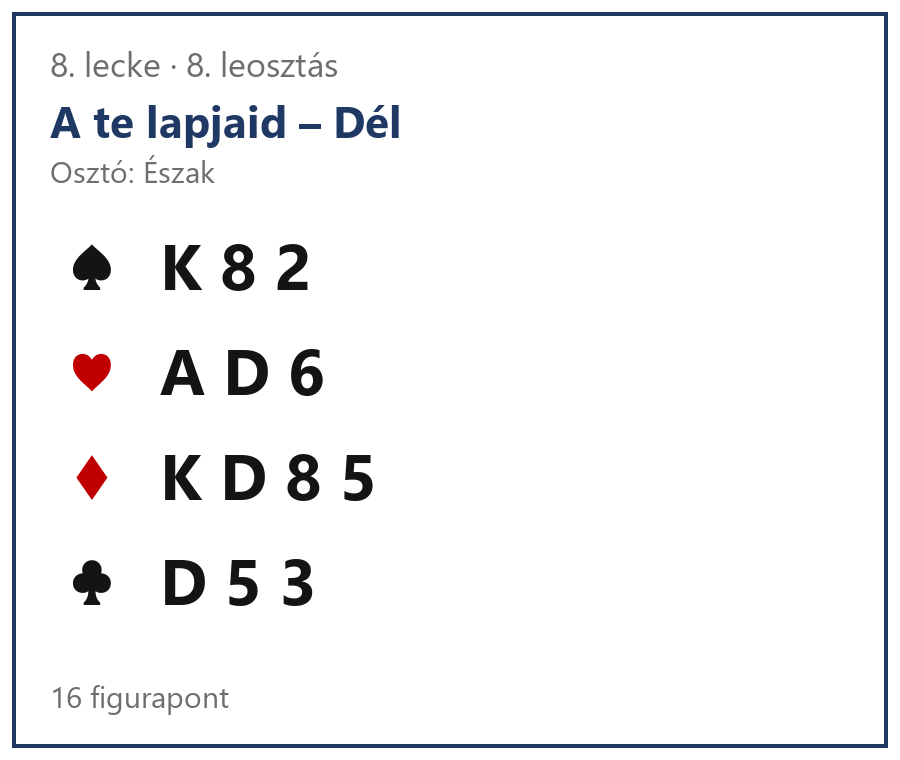 8. lecke · 8. leosztás
A te lapjaid – Dél
Osztó: Észak
♠ K 8 2
♥ A D 6
♦ K D 8 5
♣ D 5 3
16 figurapont